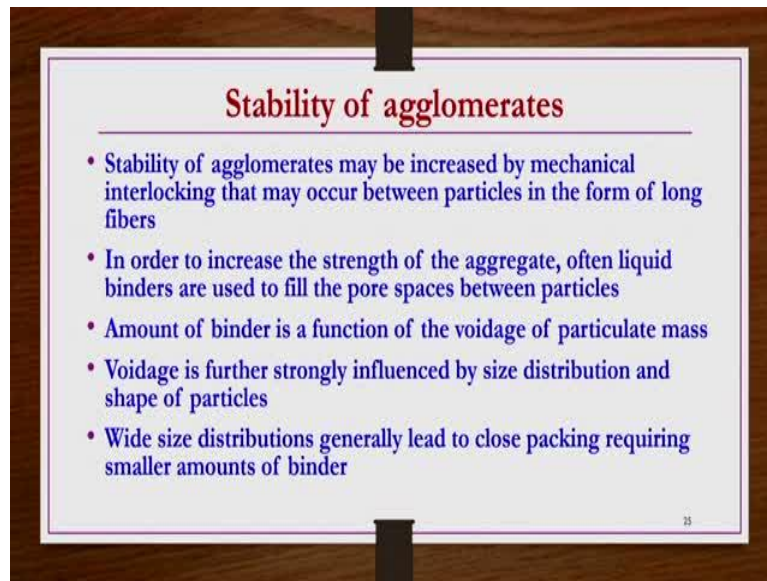 Stability of agglomerates
• Stability of agglomerates may be increased by mechanical
interlocking that may occur between particles in the form of long
fibers
• In order to increase the strength of the aggregate, often liquid
binders are used to fill the pore spaces between particles
• Amount of binder is a function of the voidage of particulate mass
• Voidage is further strongly influenced by size distribution and
shape of particles
• Wide size distributions generally lead to close packing requiring
smaller amounts of binder
25